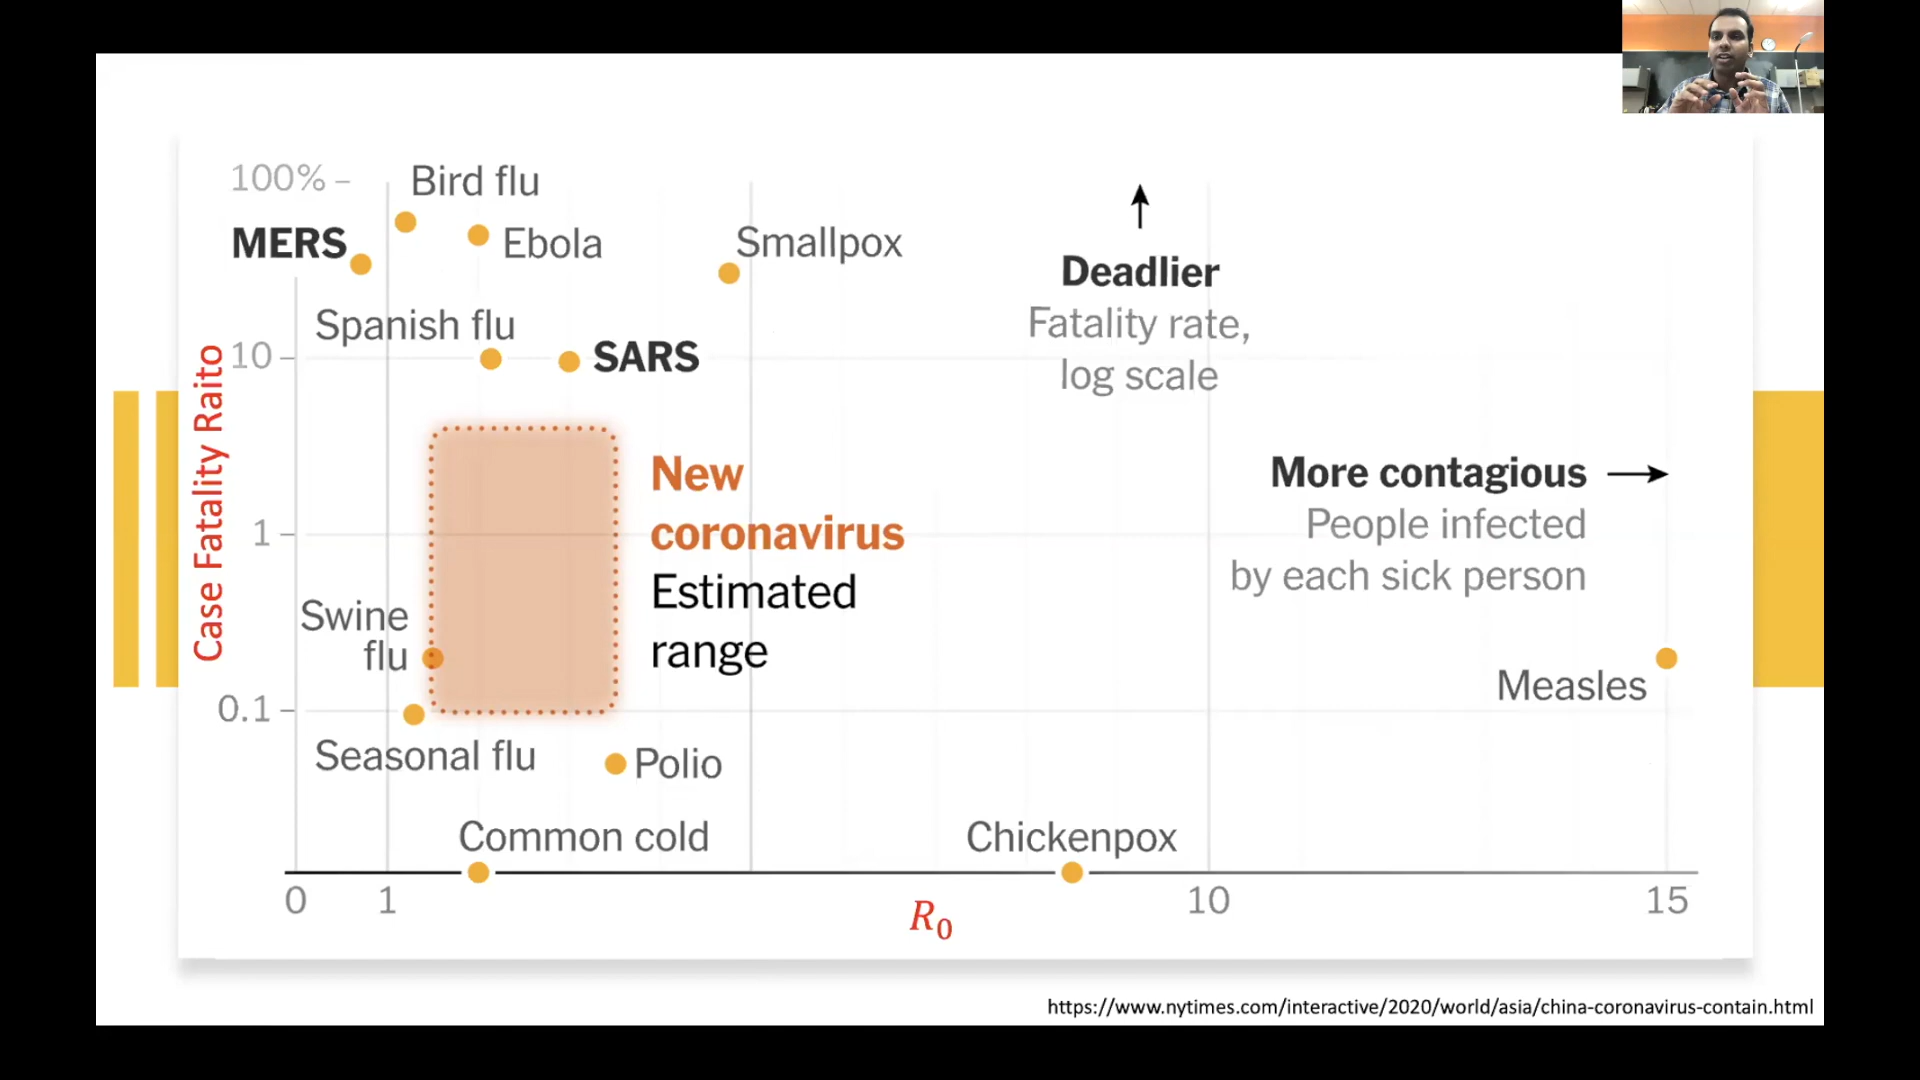 100%
Bird flu
MERS
Ebola
Smallpox
Deadlier
Fatality rate,
log scale
Spanish flu
10
SARS
Case Fatality Raito
New
coronavirus
Estimated
range
More contagious
People infected
by each sick person
1
Swine
flu
Measles
0.1
Seasonal flu
Polio
Common cold
Chickenpox
0
1
R₀
10
15
https://www.nytimes.com/interactive/2020/world/asia/china-coronavirus-contain.html